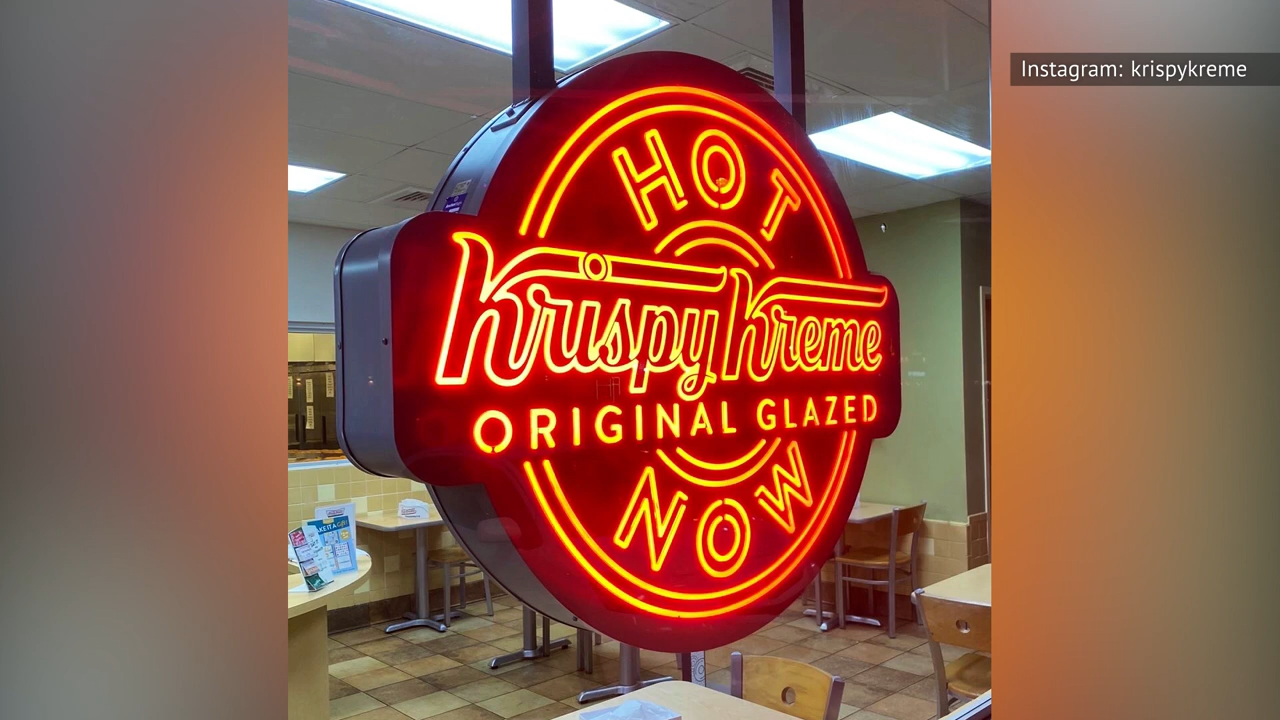 Instagram: krispykreme
HOT
Krispy Kreme
ORIGINAL GLAZED
NOW